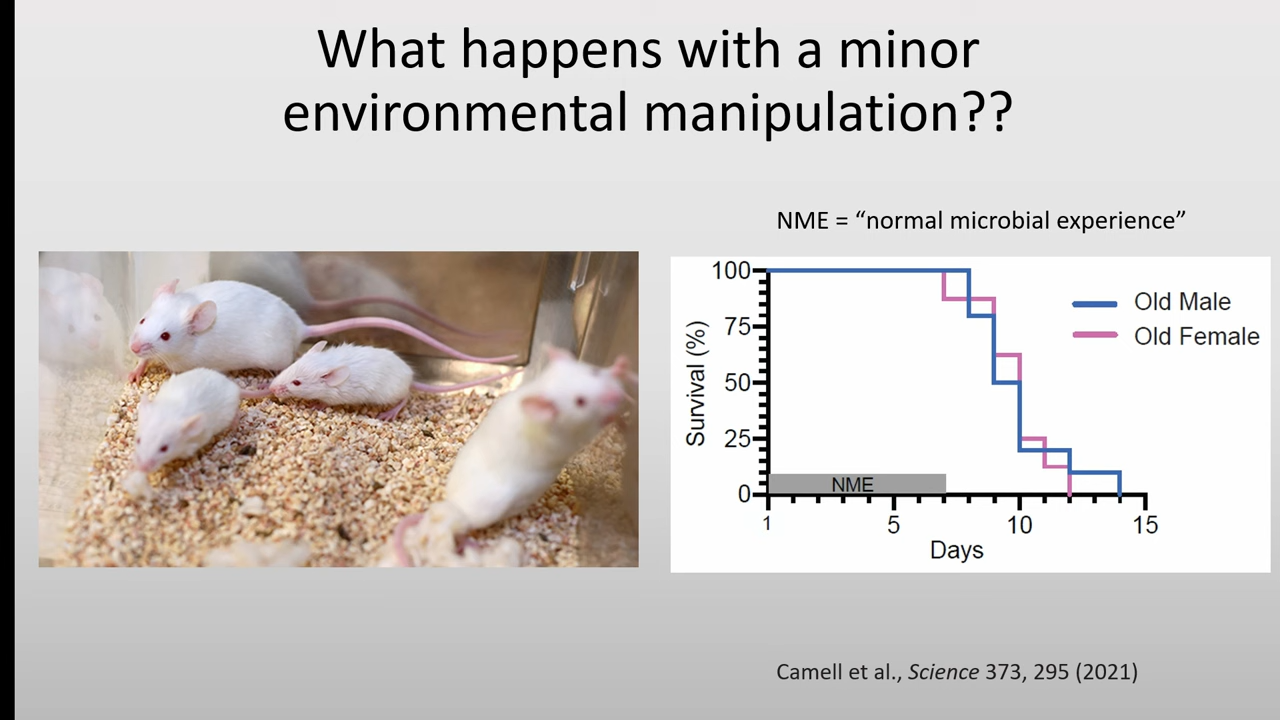 What happens with a minor
environmental manipulation??
NME = “normal microbial experience”
100
75
50
25
0
Survival (%)
Old Male
Old Female
NME
1 5 10 15
Days
Camell et al., Science 373, 295 (2021)